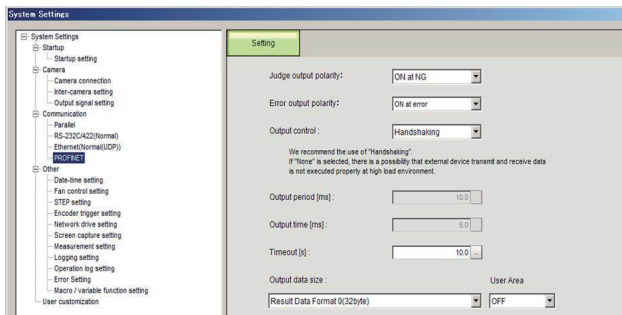 System Settings
System Settings
Startup
Startup setting
Camera
Camera connection
Inter-camera setting
Output signal setting
Communication
Parallel
RS-232C/422(Normal)
Ethernet(Normal(UDP))
PROFINET
Other
Date-time setting
Fan control setting
STEP setting
Encoder trigger setting
Network drive setting
Screen capture setting
Measurement setting
Logging setting
Operation log setting
Error Setting
Macro / variable function setting
User customization
Setting
Judge output polarity: ON at NG
Error output polarity: ON at error
Output control : Handshaking
We recommend the use of "Handshaking".
If "None" is selected, there is a possibility that external device transmit and receive data
is not executed properly at high load environment.
Output period [ms] : 10.0
Output time [ms] : 5.0
Timeout [s] : 10.0 ..
Output data size : User Area
Result Data Format 0(32byte) OFF